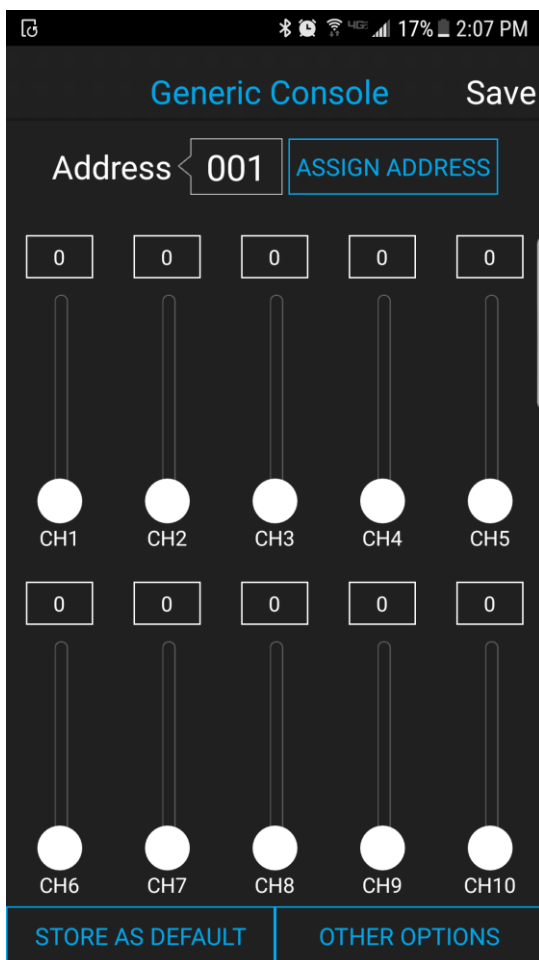 4GE 17% 2:07 PM
Generic Console Save
Address 001 ASSIGN ADDRESS
0 0 0 0 0
CH1 CH2 CH3 CH4 CH5
0 0 0 0 0
CH6 CH7 CH8 CH9 CH10
STORE AS DEFAULT OTHER OPTIONS